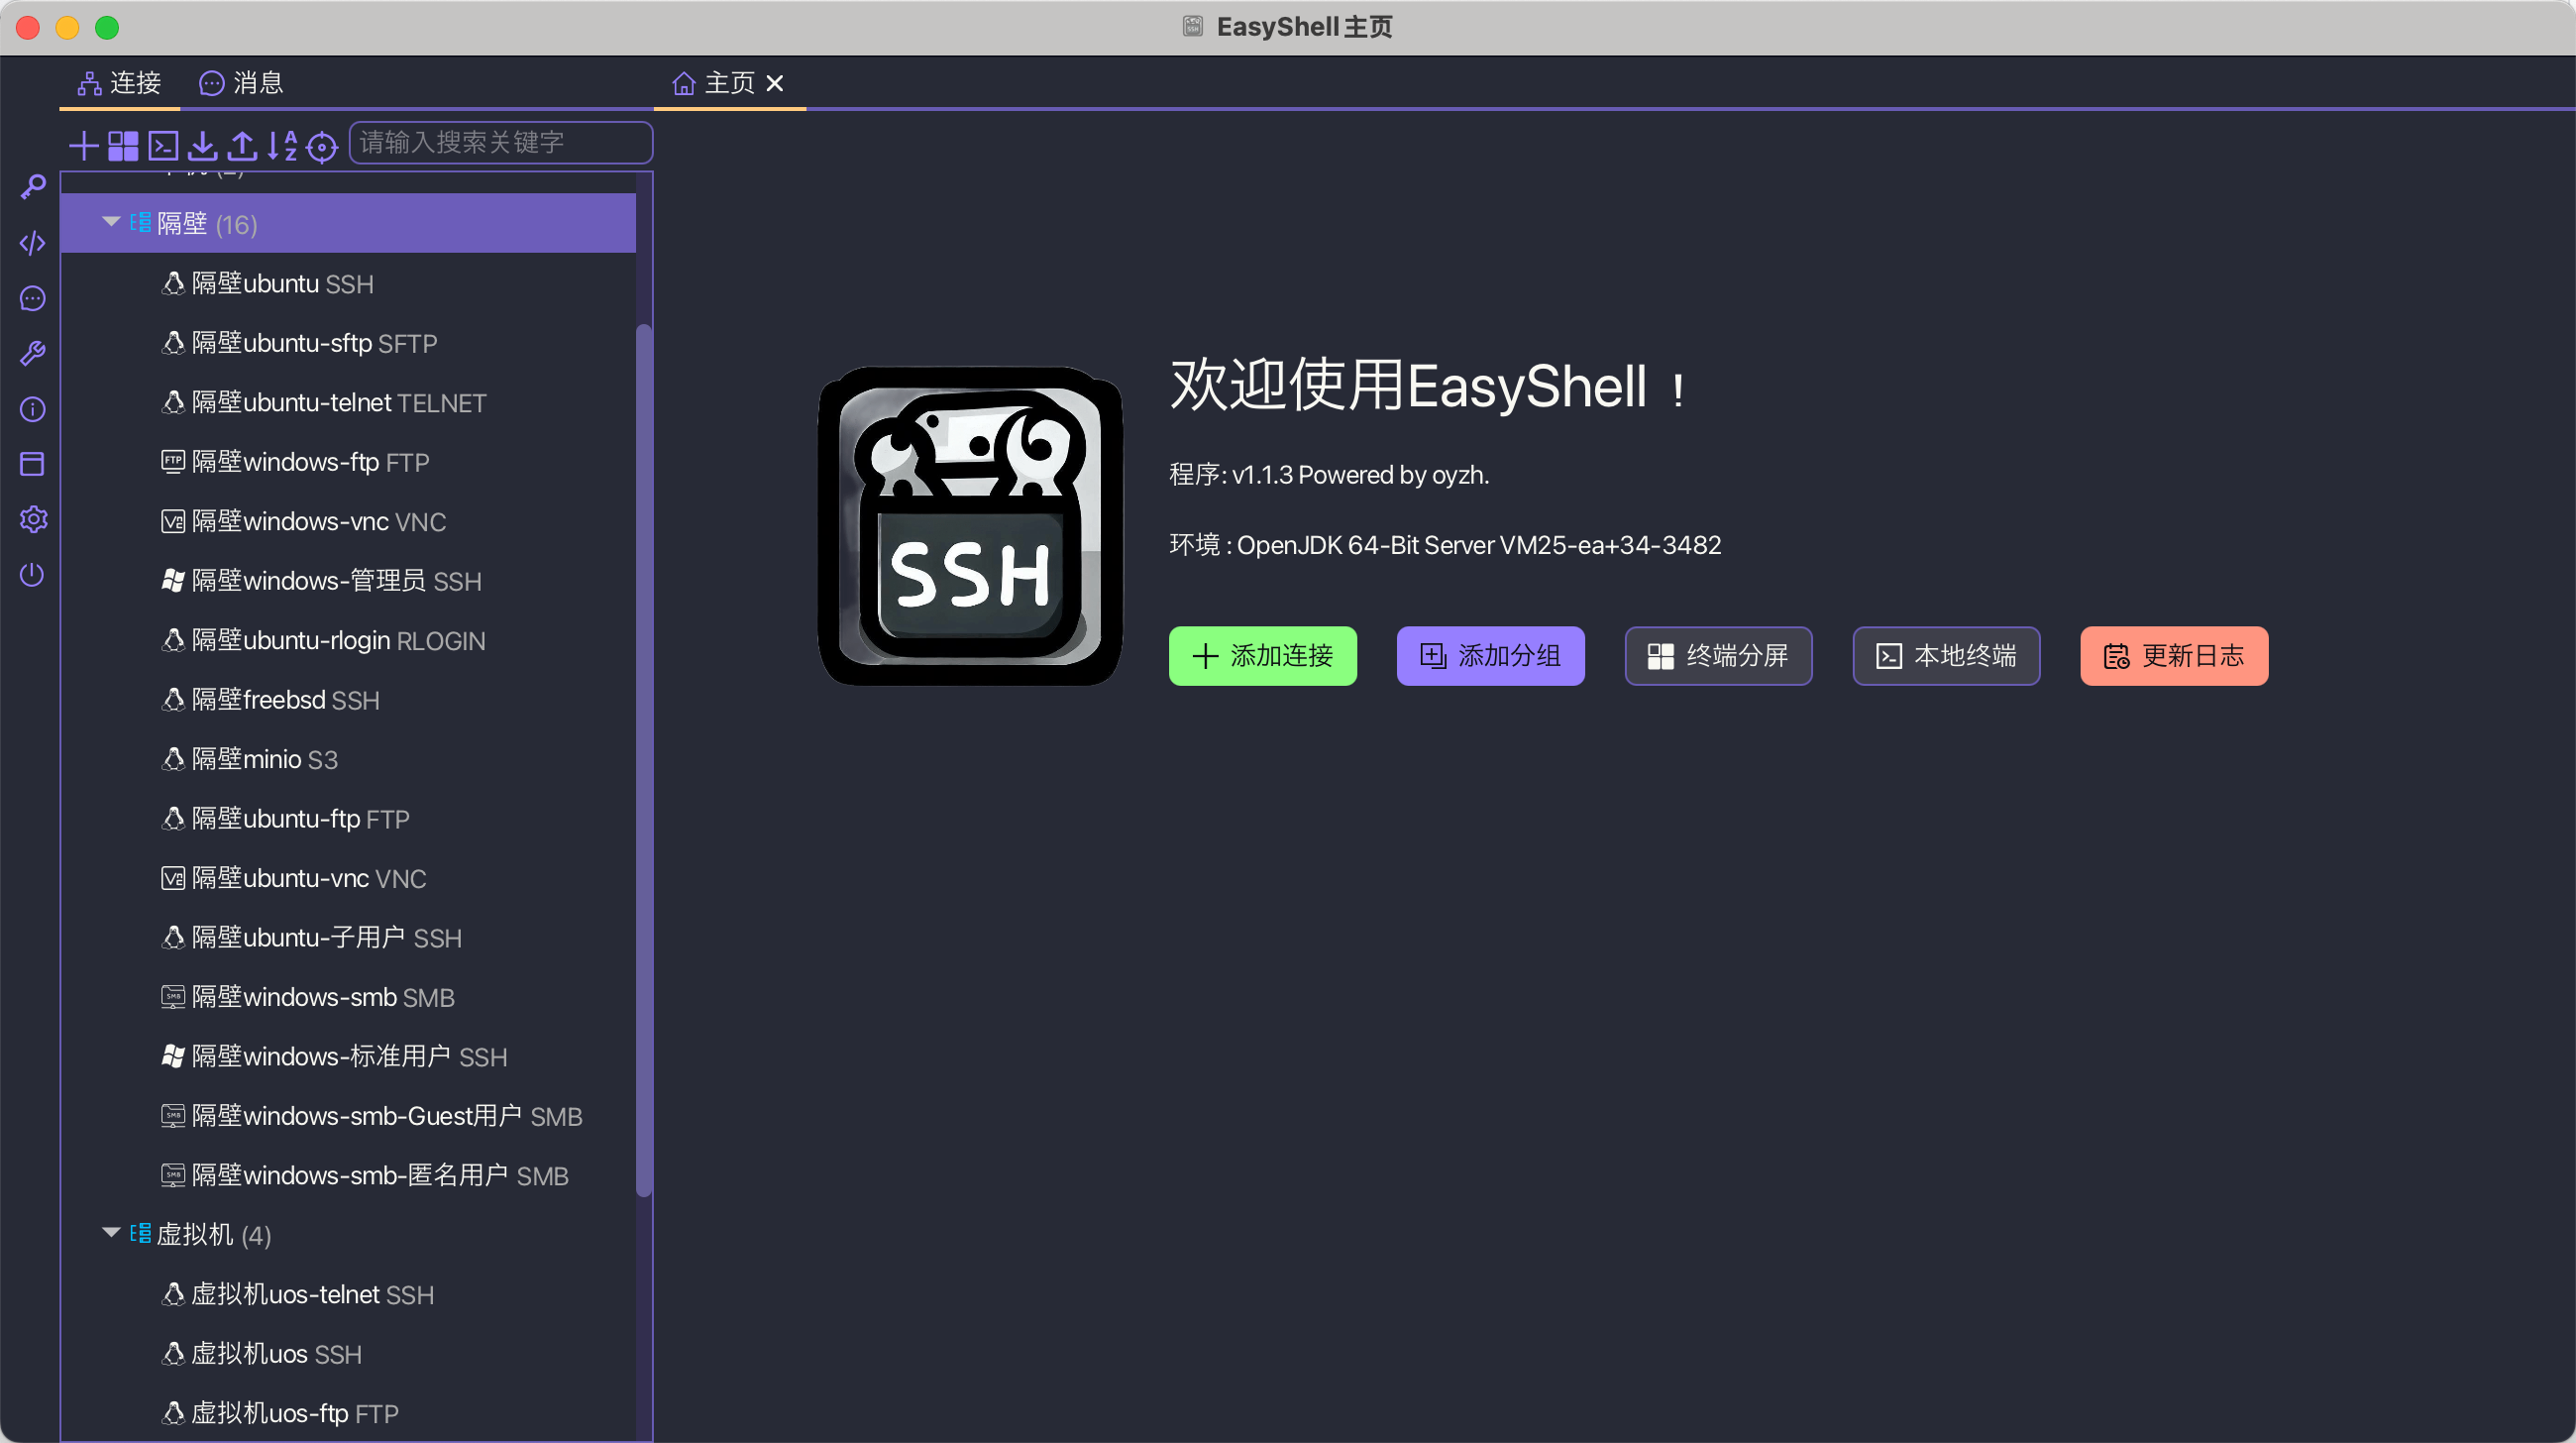 EasyShell主页
连接 消息 主页
请输入搜索关键字
隔壁 (16)
隔壁ubuntu SSH
隔壁ubuntu-sftp SFTP
隔壁ubuntu-telnet TELNET
隔壁windows-ftp FTP
隔壁windows-vnc VNC
隔壁windows-管理员 SSH
隔壁ubuntu-rlogin RLOGIN
隔壁freebsd SSH
隔壁minio S3
隔壁ubuntu-ftp FTP
隔壁ubuntu-vnc VNC
隔壁ubuntu-子用户 SSH
隔壁windows-smb SMB
隔壁windows-标准用户 SSH
隔壁windows-smb-Guest用户 SMB
隔壁windows-smb-匿名用户 SMB
虚拟机 (4)
虚拟机uos-telnet SSH
虚拟机uos SSH
虚拟机uos-ftp FTP
SSH
欢迎使用EasyShell！
程序: v1.1.3 Powered by oyzh.
环境 : OpenJDK 64-Bit Server VM25-ea+34-3482
添加连接 添加分组 终端分屏 本地终端 更新日志